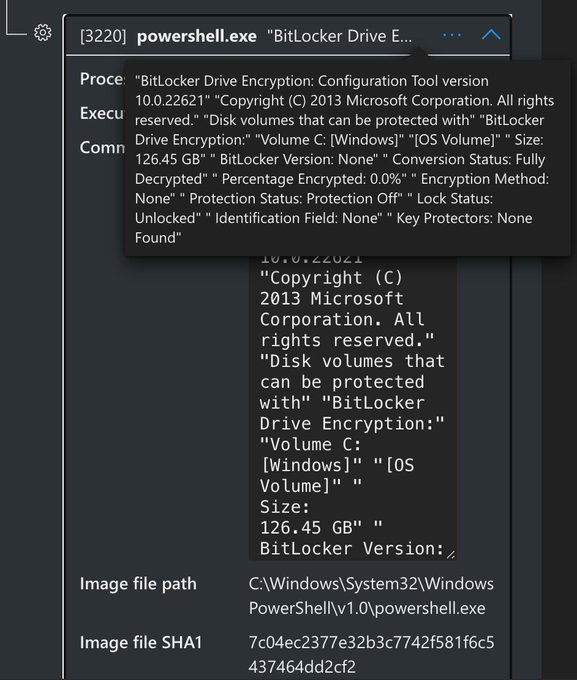 [3220] powershell.exe "BitLocker Drive E... ...
"BitLocker Drive Encryption: Configuration Tool version
10.0.22621" "Copyright (C) 2013 Microsoft Corporation. All rights
reserved." "Disk volumes that can be protected with" "BitLocker
Drive Encryption:" "Volume C: [Windows]" "[OS Volume]" " Size:
126.45 GB" " BitLocker Version: None" " Conversion Status: Fully
Decrypted" " Percentage Encrypted: 0.0%" " Encryption Method:
None" " Protection Status: Protection Off" " Lock Status:
Unlocked" " Identification Field: None" " Key Protectors: None
Found"
Proce
Execu
Comm
10.0.22621
"Copyright (C)
2013 Microsoft
Corporation. All
rights reserved."
"Disk volumes that
can be protected
with" "BitLocker
Drive Encryption:"
"Volume C:
[Windows]" "[OS
Volume]" "
Size:
126.45 GB" "
BitLocker Version:
Image file path C:\Windows\System32\Windows
PowerShell\v1.0\powershell.exe
Image file SHA1 7c04ec2377e32b3c7742f581f6c5
437464dd2cf2